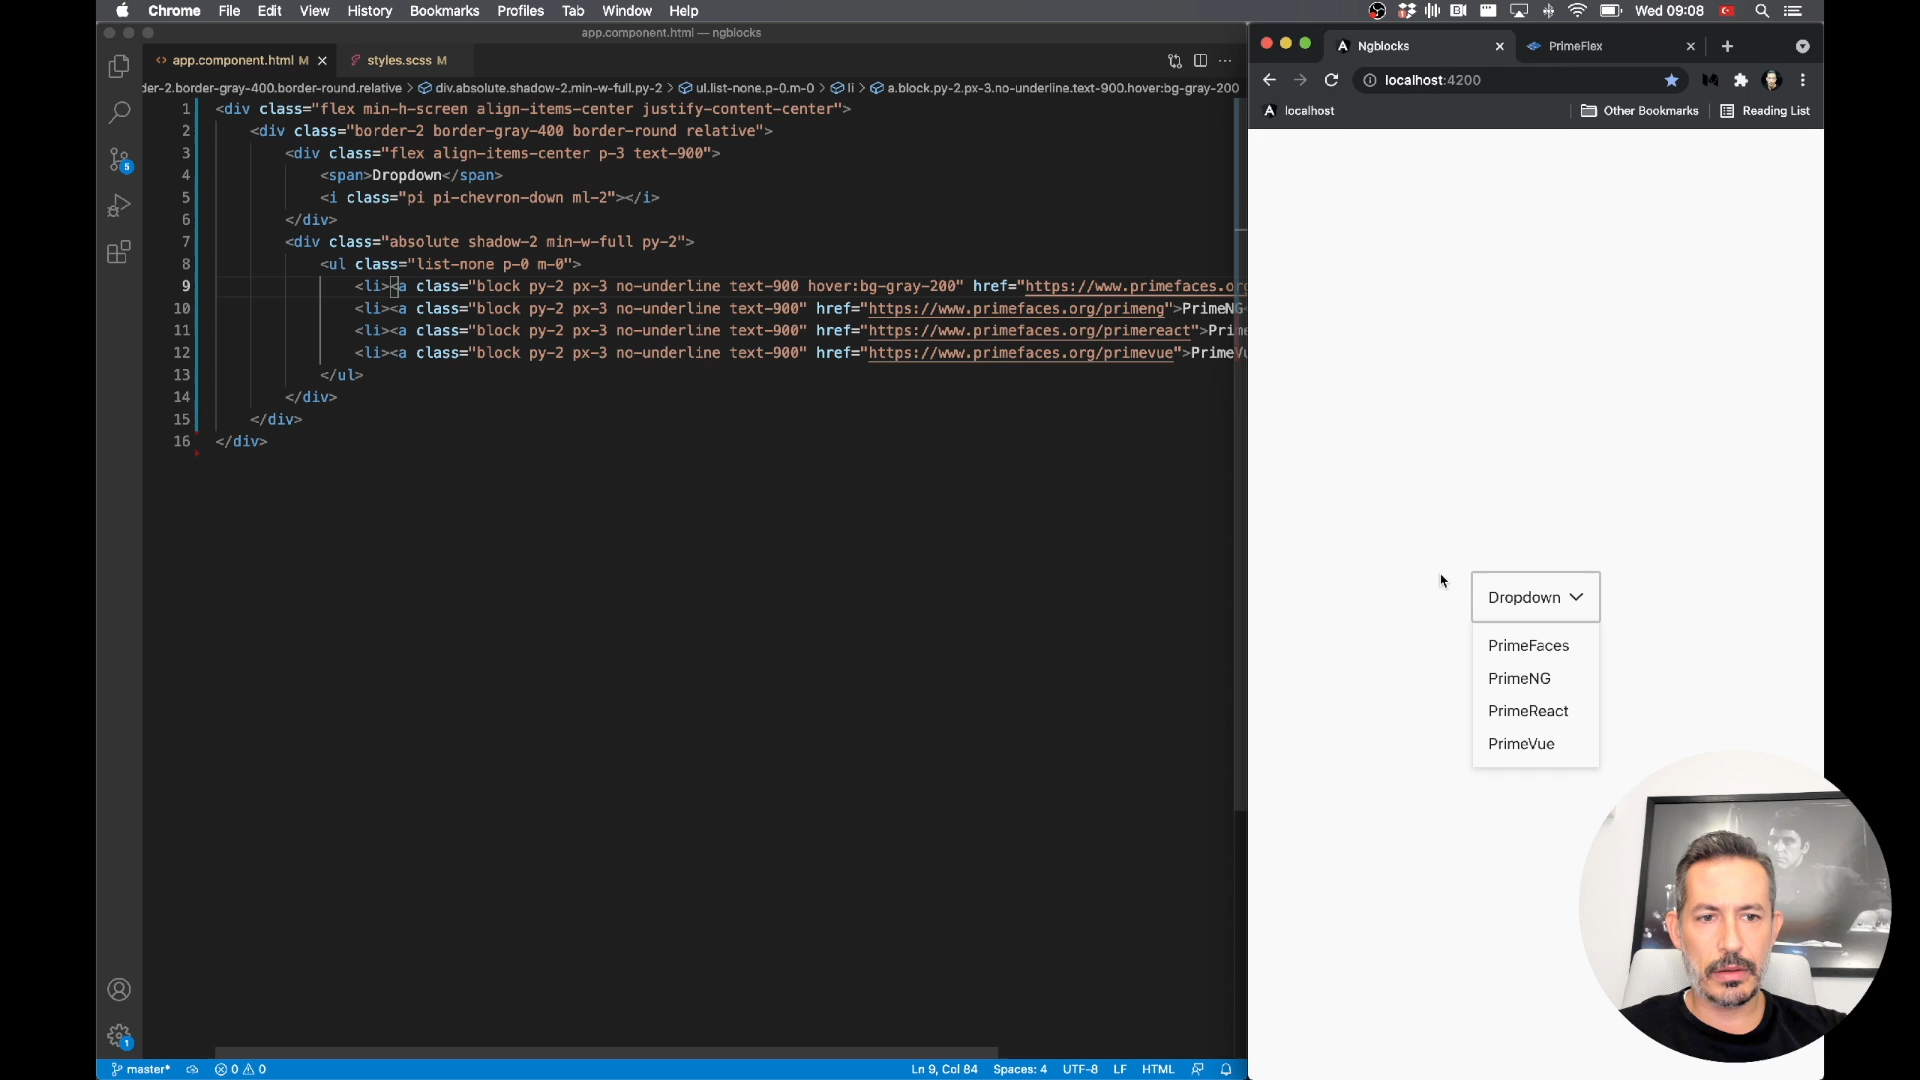 Chrome File Edit View History Bookmarks Profiles Tab Window Help
Wed 09:08
app.component.html — ngblocks
app.component.html M
styles.scss M
der-2.border-gray-400.border-round.relative > div.absolute.shadow-2.min-w-full.py-2 > ul.list-none.p-0.m-0 > li > a.block.py-2.px-3.no-underline.text-900.hover:bg-gray-200
1 <div class="flex min-h-screen align-items-center justify-content-center">
2 <div class="border-2 border-gray-400 border-round relative">
3 <div class="flex align-items-center p-3 text-900">
4 <span>Dropdown</span>
5 <i class="pi pi-chevron-down ml-2"></i>
6 </div>
7 <div class="absolute shadow-2 min-w-full py-2">
8 <ul class="list-none p-0 m-0">
9 <li><a class="block py-2 px-3 no-underline text-900 hover:bg-gray-200" href="https://www.primefaces.org
10 <li><a class="block py-2 px-3 no-underline text-900" href="https://www.primefaces.org/primeng">PrimeNG<
11 <li><a class="block py-2 px-3 no-underline text-900" href="https://www.primefaces.org/primereact">Prime
12 <li><a class="block py-2 px-3 no-underline text-900" href="https://www.primefaces.org/primevue">PrimeVu
13 </ul>
14 </div>
15 </div>
16 </div>
5
1
master* 0 0
Ln 9, Col 84 Spaces: 4 UTF-8 LF HTML
Ngblocks
PrimeFlex
localhost:4200
localhost
Other Bookmarks
Reading List
Dropdown
PrimeFaces
PrimeNG
PrimeReact
PrimeVue